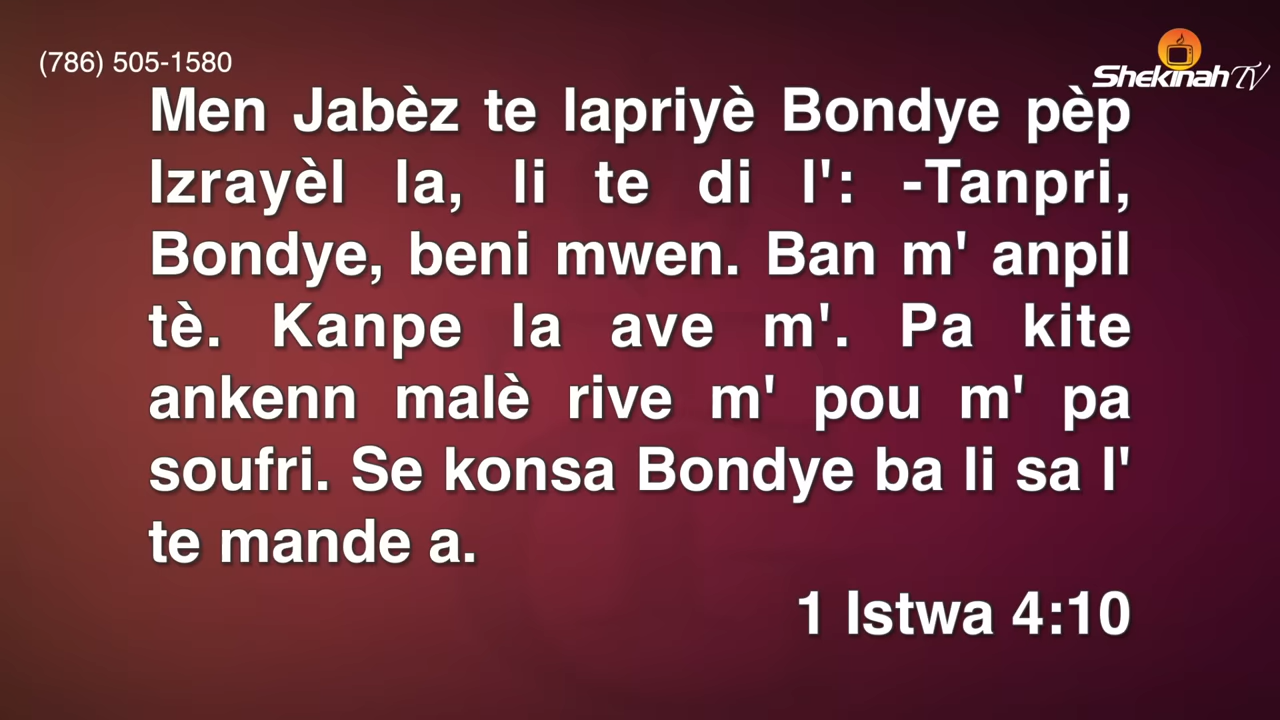 (786) 505-1580
Shekinah TV
Men Jabèz te lapriyè Bondye pèp
Izrayèl la, li te di l': -Tanpri,
Bondye, beni mwen. Ban m' anpil
tè. Kanpe la ave m'. Pa kite
ankenn malè rive m' pou m' pa
soufri. Se konsa Bondye ba li sa l'
te mande a.
1 Istwa 4:10